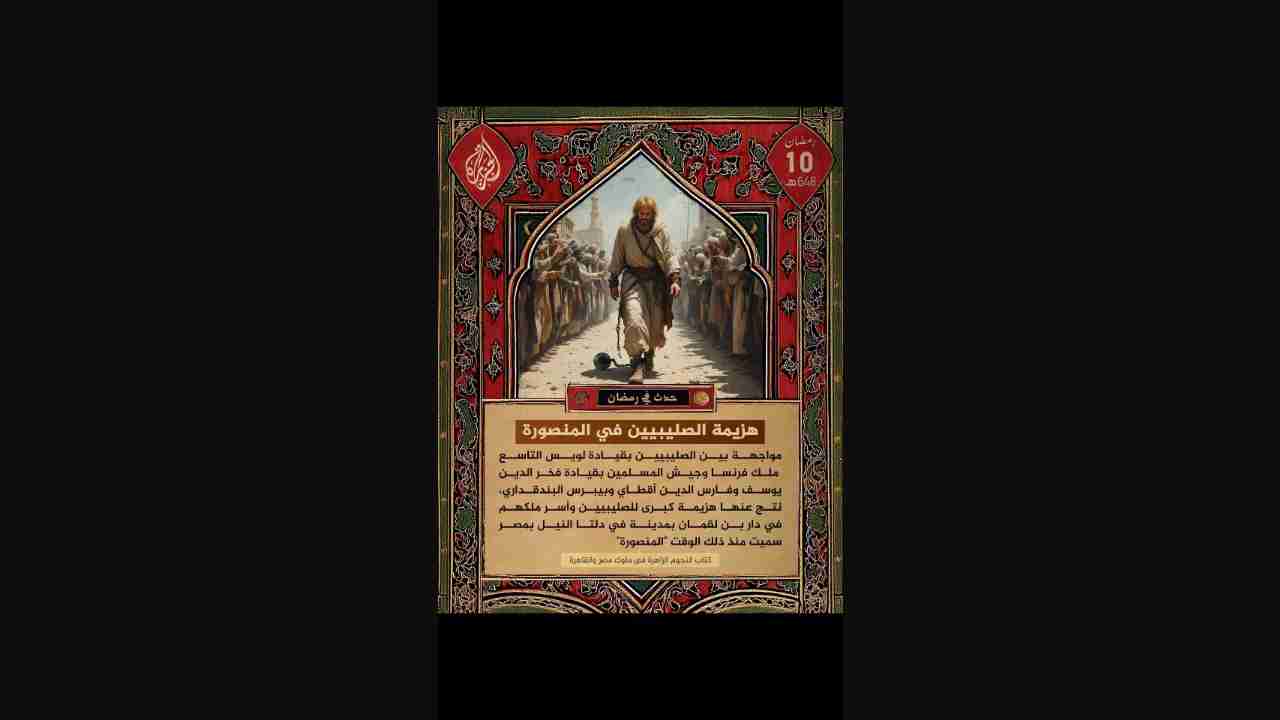 الجزيرة
رمضان
10
648هـ
حدث في رمضان
هزيمة الصليبيين في المنصورة
مواجهة بين الصليبيين بقيادة لويس التاسع
ملك فرنسا وجيش المسلمين بقيادة فخر الدين
يوسف وفارس الدين أقطاي وبيبرس البندقداري،
نتج عنها هزيمة كبرى للصليبيين وأسر ملكهم
في دار بن لقمان بمدينة في دلتا النيل بمصر
سميت منذ ذلك الوقت "المنصورة"
كتاب النجوم الزاهرة في ملوك مصر والقاهرة